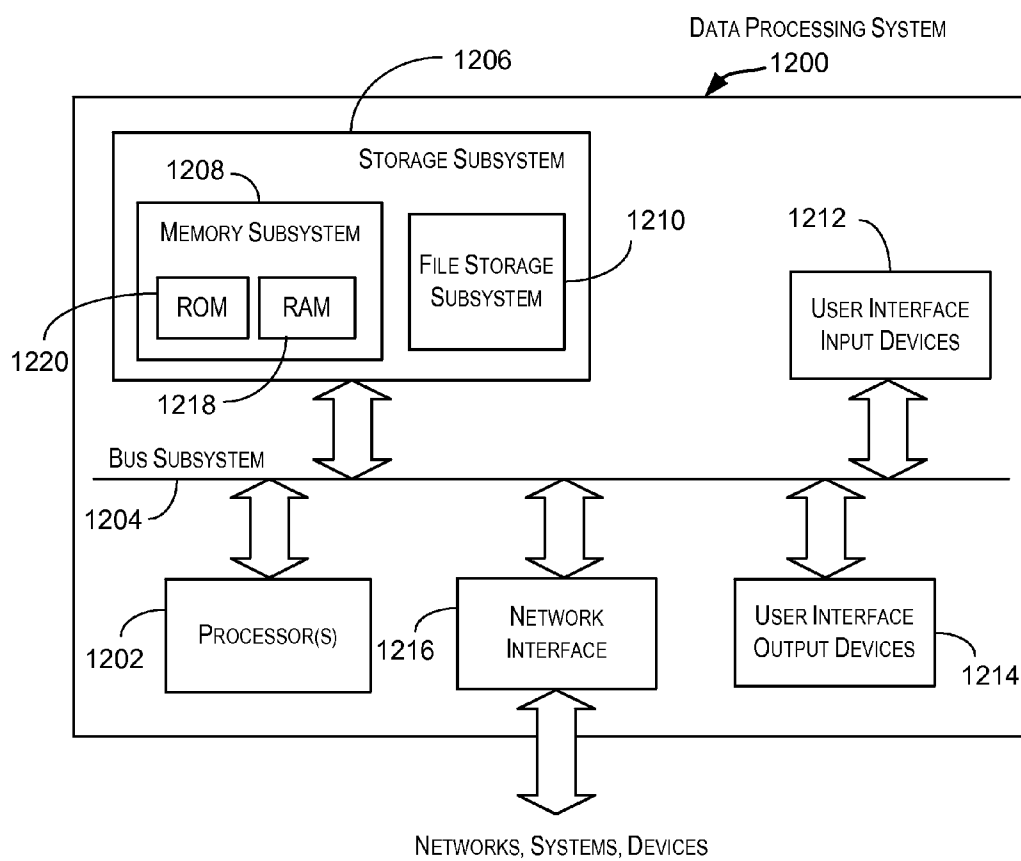 DATA PROCESSING SYSTEM
1200
1206
STORAGE SUBSYSTEM
1208
MEMORY SUBSYSTEM
1210
FILE STORAGE
SUBSYSTEM
1212
ROM
RAM
USER INTERFACE
INPUT DEVICES
1220
1218
BUS SUBSYSTEM
1204
PROCESSOR(S)
1202
NETWORK
INTERFACE
1216
USER INTERFACE
OUTPUT DEVICES
1214
NETWORKS, SYSTEMS, DEVICES